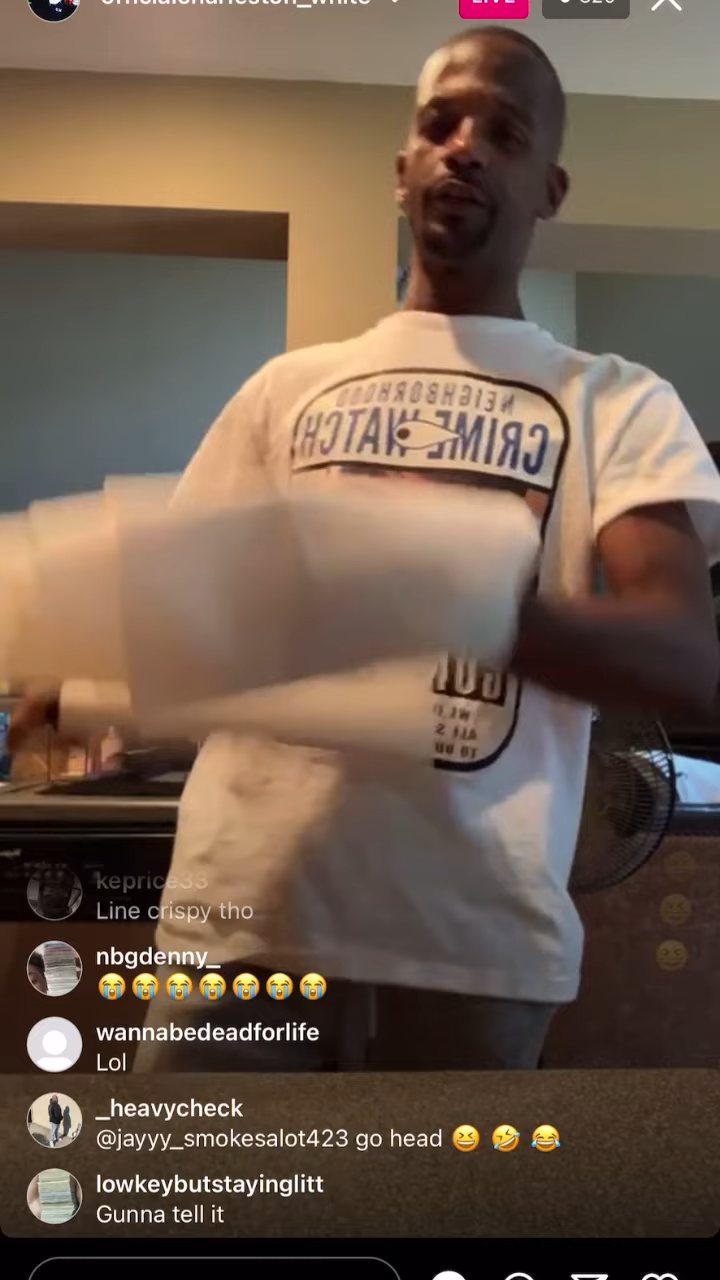 officialcharleston_white
LIVE
NEIGHBORHOOD
CRIME WATCH
keprice33
Line crispy tho
nbgdenny_
😭😭😭😭😭😭😭
wannabedeadforlife
Lol
_heavycheck
@jayyy_smokesalot423 go head 😆 🤣 😂
lowkeybutstayinglitt
Gunna tell it